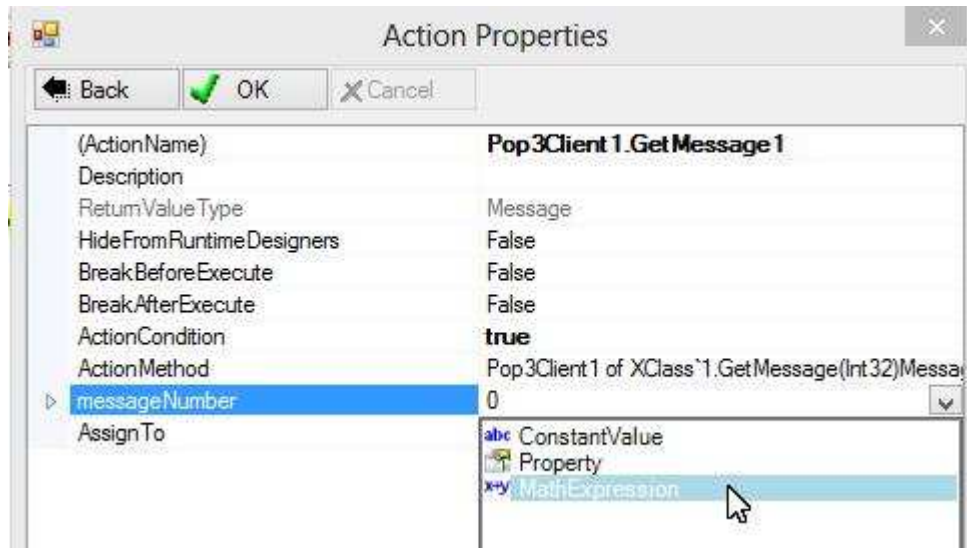 Action Properties
Back OK Cancel
(ActionName) Pop3Client1.GetMessage1
Description
ReturnValueType Message
HideFromRuntimeDesigners False
BreakBeforeExecute False
BreakAfterExecute False
ActionCondition true
ActionMethod Pop3Client1 of XClass`1.GetMessage(Int32)Messa
messageNumber 0
AssignTo
abc ConstantValue
Property
x+y MathExpression